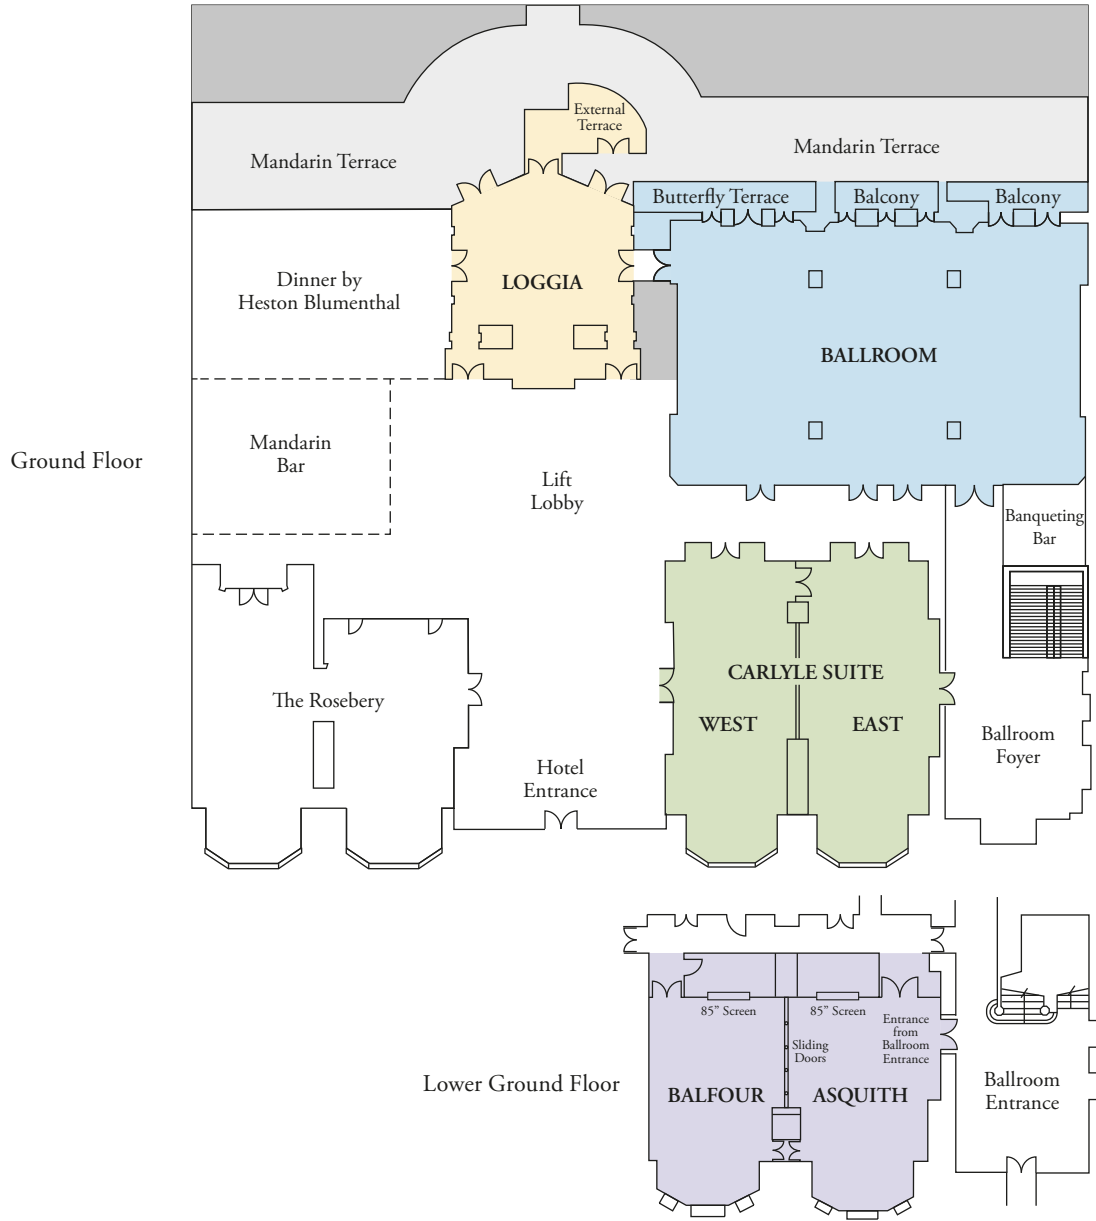 External
Terrace
Mandarin Terrace
Mandarin Terrace
Butterfly Terrace
Balcony
Balcony
Dinner by
Heston Blumenthal
LOGGIA
BALLROOM
Mandarin
Bar
Ground Floor
Lift
Lobby
Banqueting
Bar
CARLYLE SUITE
WEST
EAST
The Rosebery
Ballroom
Foyer
Hotel
Entrance
85” Screen
85” Screen
Entrance
from
Ballroom
Entrance
Sliding
Doors
Lower Ground Floor
BALFOUR
ASQUITH
Ballroom
Entrance